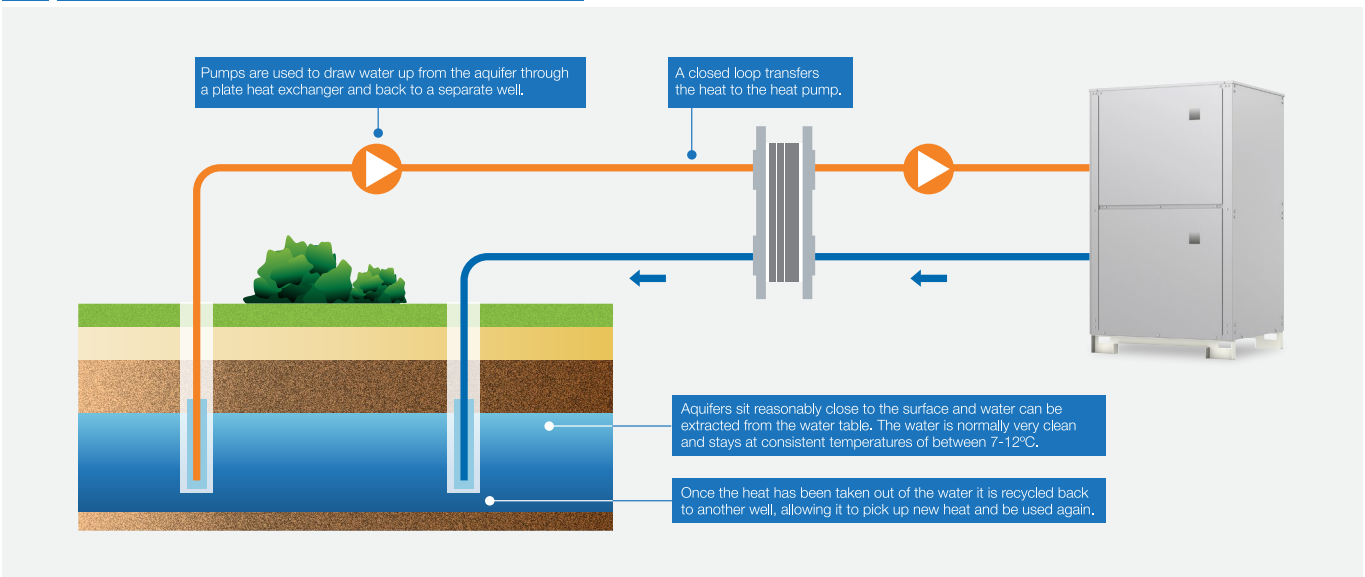 Pumps are used to draw water up from the aquifer through
a plate heat exchanger and back to a separate well.
A closed loop transfers
the heat to the heat pump.
Aquifers sit reasonably close to the surface and water can be
extracted from the water table. The water is normally very clean
and stays at consistent temperatures of between 7-12ºC.
Once the heat has been taken out of the water it is recycled back
to another well, allowing it to pick up new heat and be used again.